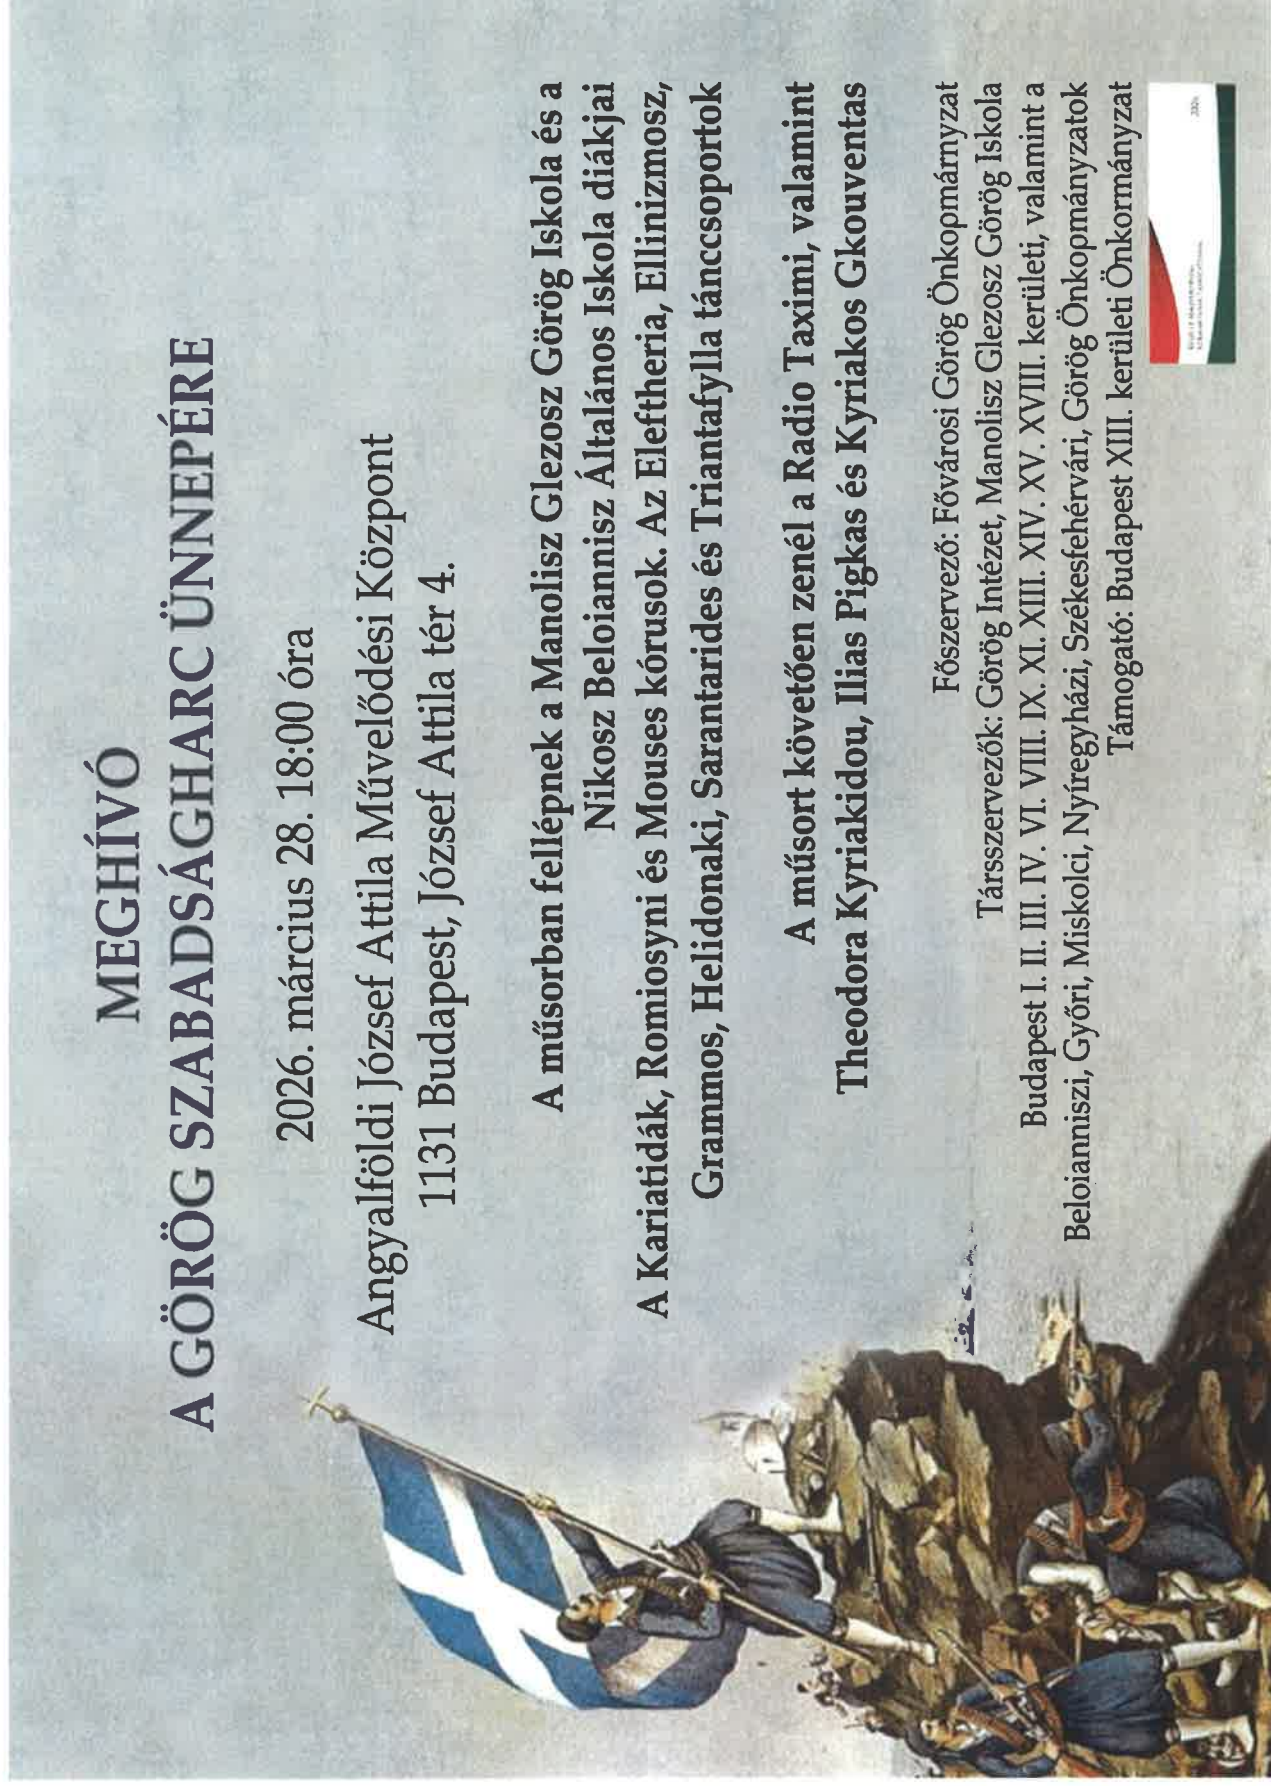 MEGHÍVÓ
A GÖRÖG SZABADSÁGHARC ÜNNEPÉRE
2026. március 28. 18:00 óra
Angyalföldi József Attila Művelődési Központ
1131 Budapest, József Attila tér 4.
A műsorban fellépnek a Manolisz Glezosz Görög Iskola és a
Nikosz Beloiannisz Általános Iskola diákjai
A Kariatidák, Romiosyni és Mouses kórusok. Az Eleftheria, Ellinizmosz,
Grammos, Helidonaki, Sarantarides és Triantafylla tánccsoportok
A műsort követően zenél a Radio Taximi, valamint
Theodora Kyriakidou, Ilias Pigkas és Kyriakos Gkouventas
Főszervező: Fővárosi Görög Önkopmárnyzat
Társszervezők: Görög Intézet, Manolisz Glezosz Görög Iskola
Budapest I. II. III. IV. VI. VIII. IX. XI. XIII. XIV. XV. XVIII. kerületi, valamint a
Beloianniszi, Győri, Miskolci, Nyíregyházi, Székesfehérvári, Görög Önkopmányzatok
Támogató: Budapest XIII. kerületi Önkormányzat